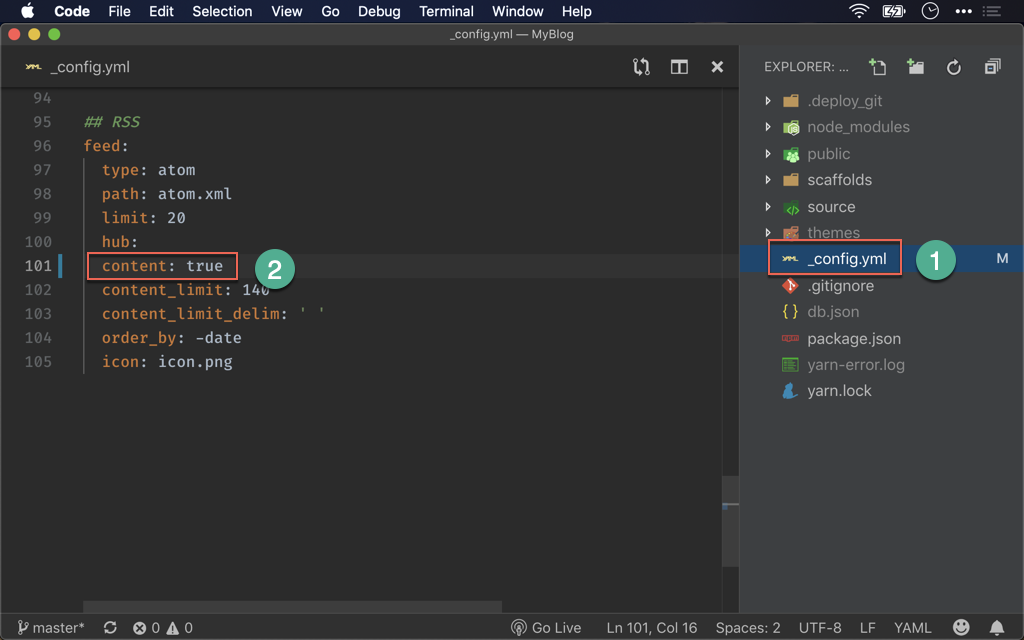 Code File Edit Selection View Go Debug Terminal Window Help
_config.yml — MyBlog
_config.yml
EXPLORER: ...
94
95 ## RSS
96 feed:
97 type: atom
98 path: atom.xml
99 limit: 20
100 hub:
101 content: true
2
102 content_limit: 140
103 content_limit_delim: ' '
104 order_by: -date
105 icon: icon.png
.deploy_git
node_modules
public
scaffolds
source
themes
_config.yml M
1
.gitignore
{ } db.json
package.json
yarn-error.log
yarn.lock
master* 0 0 Go Live Ln 101, Col 16 Spaces: 2 UTF-8 LF YAML